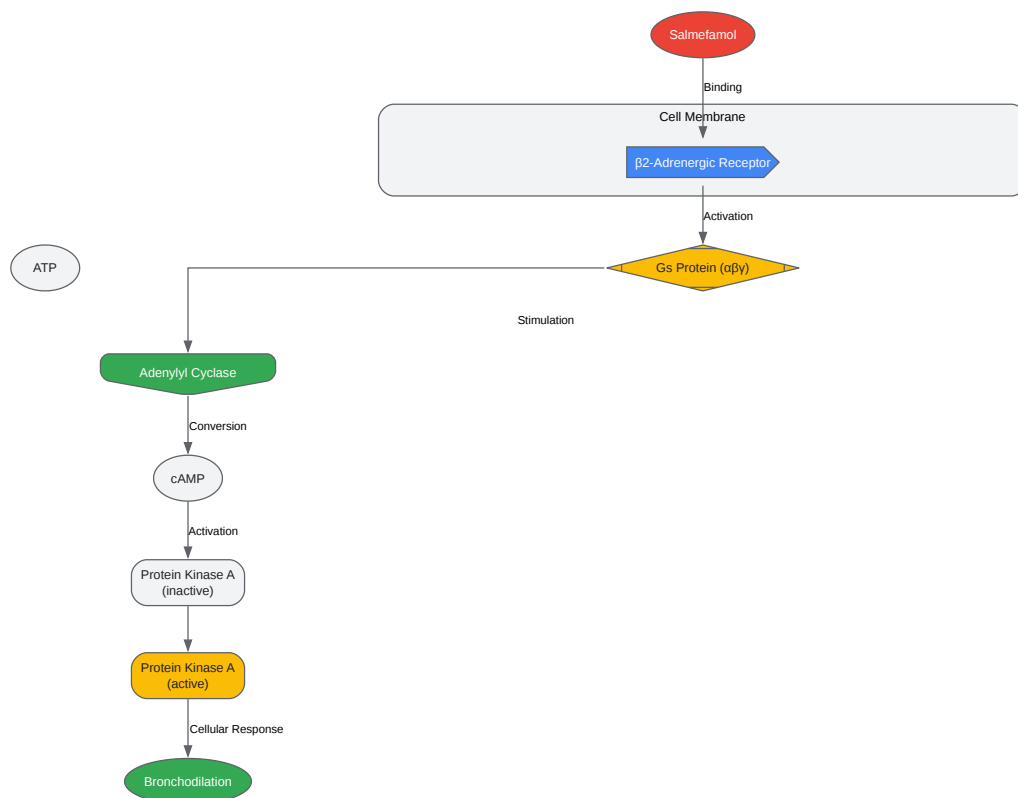 Salmefamol
Binding
Cell Membrane
β2-Adrenergic Receptor
Activation
ATP
Gs Protein (αβγ)
Stimulation
Adenylyl Cyclase
Conversion
cAMP
Activation
Protein Kinase A
(inactive)
Protein Kinase A
(active)
Cellular Response
Bronchodilation